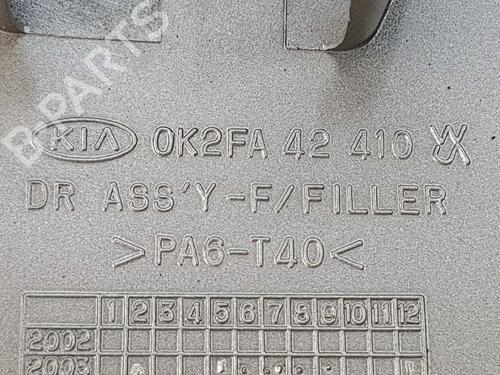 B-PARTS
KIA 0K2FA 42 410
DR ASS'Y-F/FILLER
>PA6-T40<
1 2 3 4 5 6 7 8 9 10 11 12
2002
2003